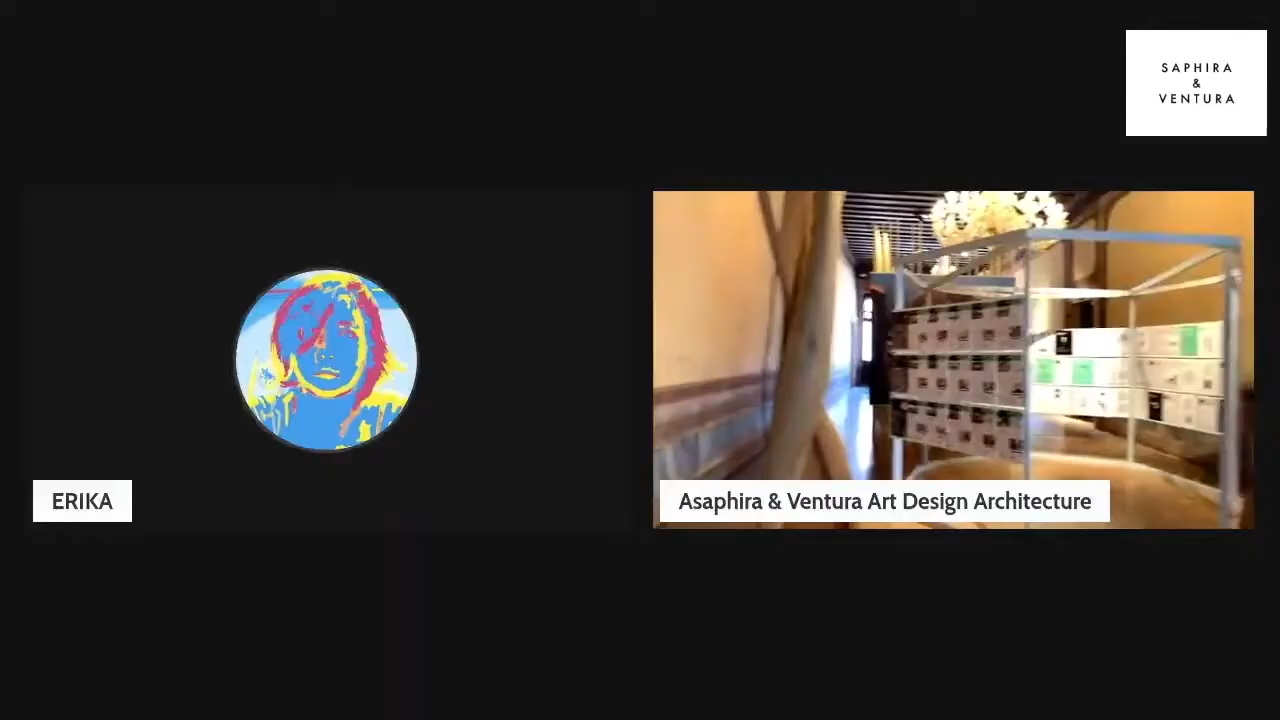 SAPHIRA
&
VENTURA
ERIKA
Asaphira & Ventura Art Design Architecture